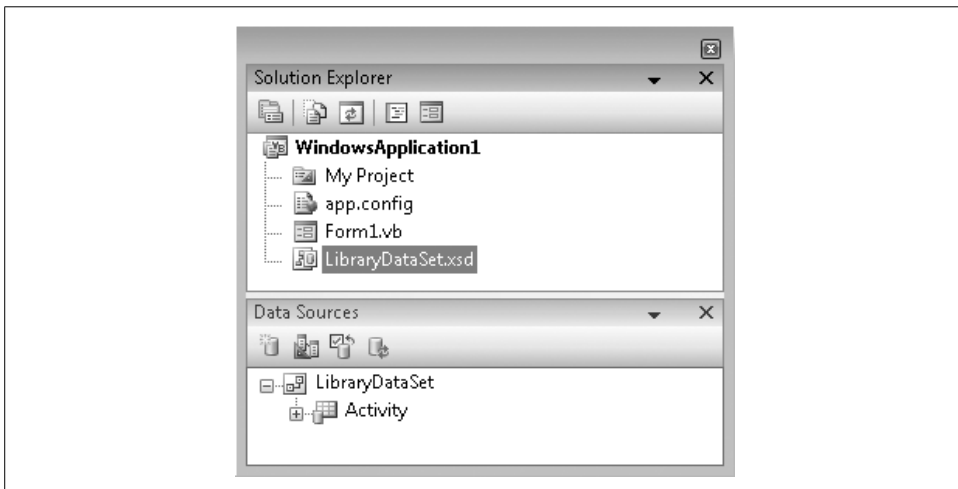 Solution Explorer
WindowsApplication1
My Project
app.config
Form1.vb
LibraryDataSet.xsd
Data Sources
LibraryDataSet
Activity